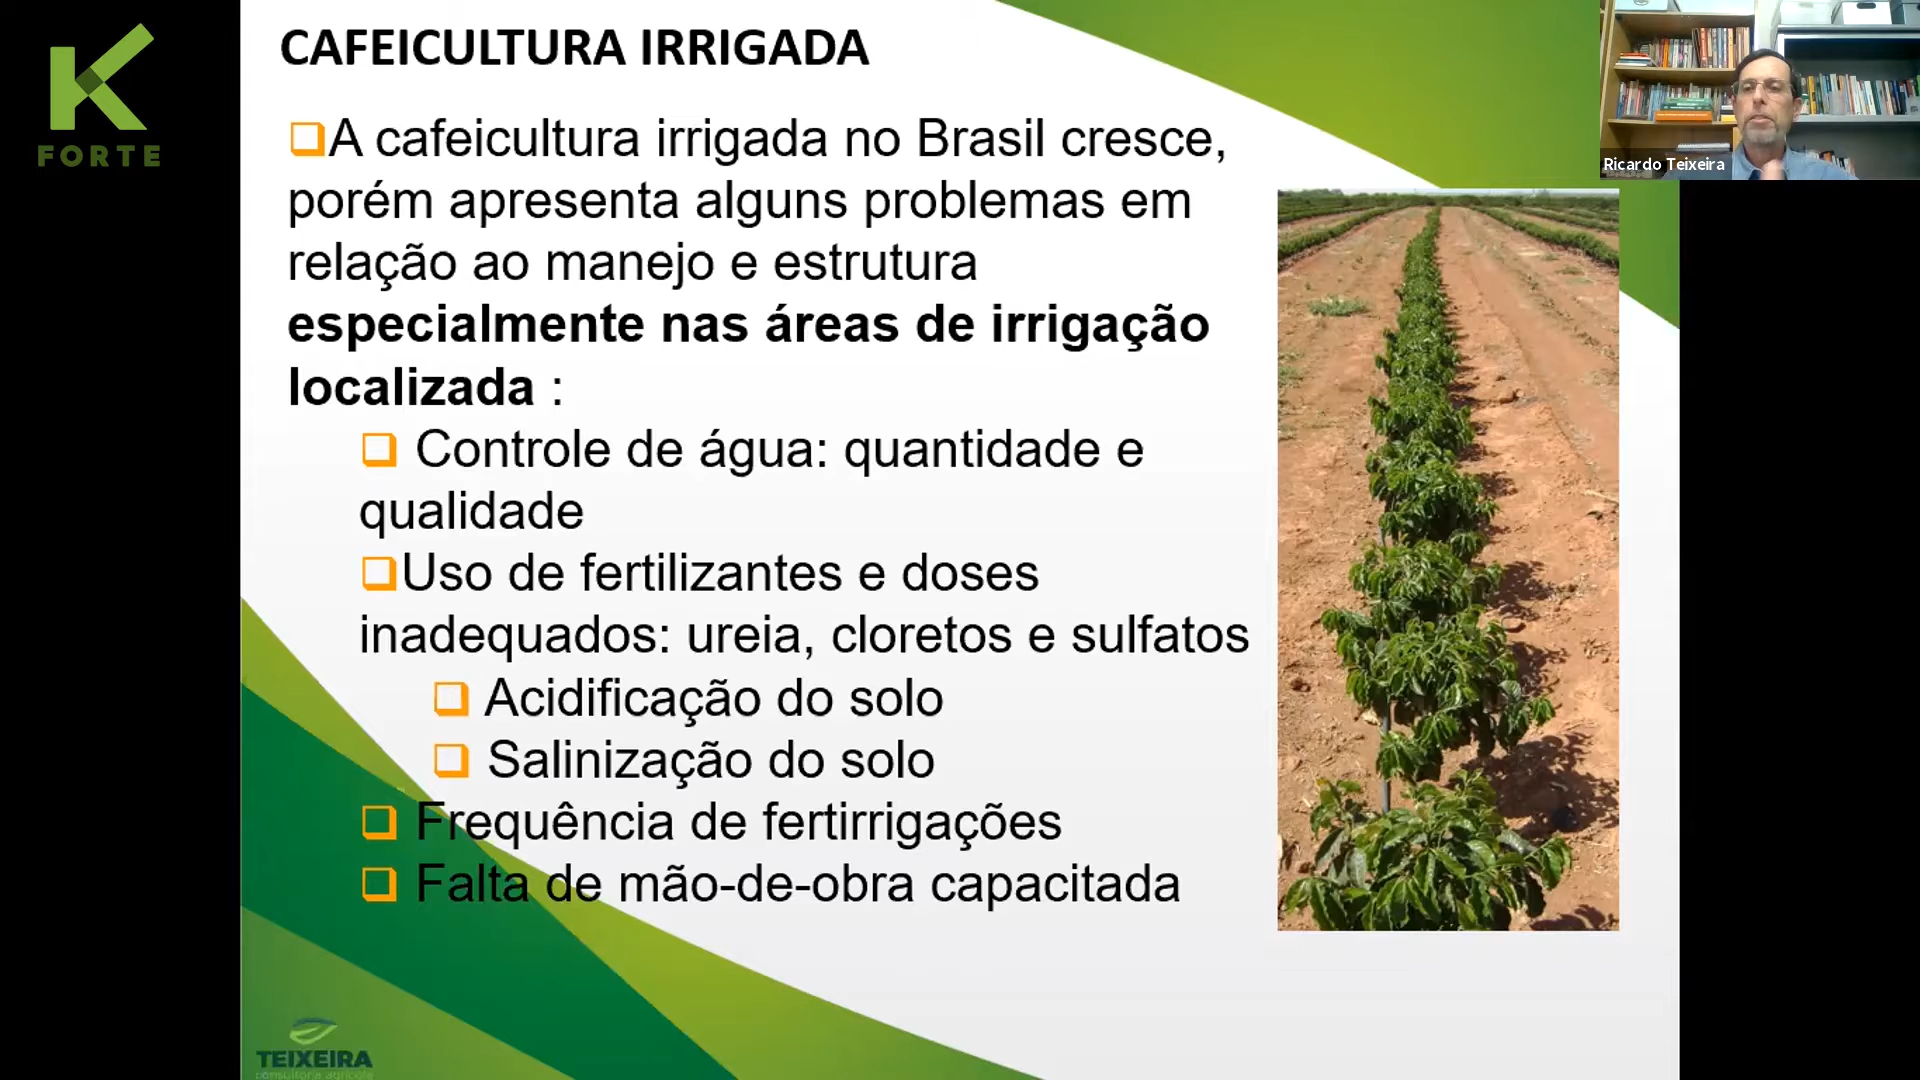 K
FORTE
CAFEICULTURA IRRIGADA
A cafeicultura irrigada no Brasil cresce,
porém apresenta alguns problemas em
relação ao manejo e estrutura
especialmente nas áreas de irrigação
localizada :
Controle de água: quantidade e
qualidade
Uso de fertilizantes e doses
inadequados: ureia, cloretos e sulfatos
Acidificação do solo
Salinização do solo
Frequência de fertirrigações
Falta de mão-de-obra capacitada
Ricardo Teixeira
TEIXEIRA
consultoria agrícola